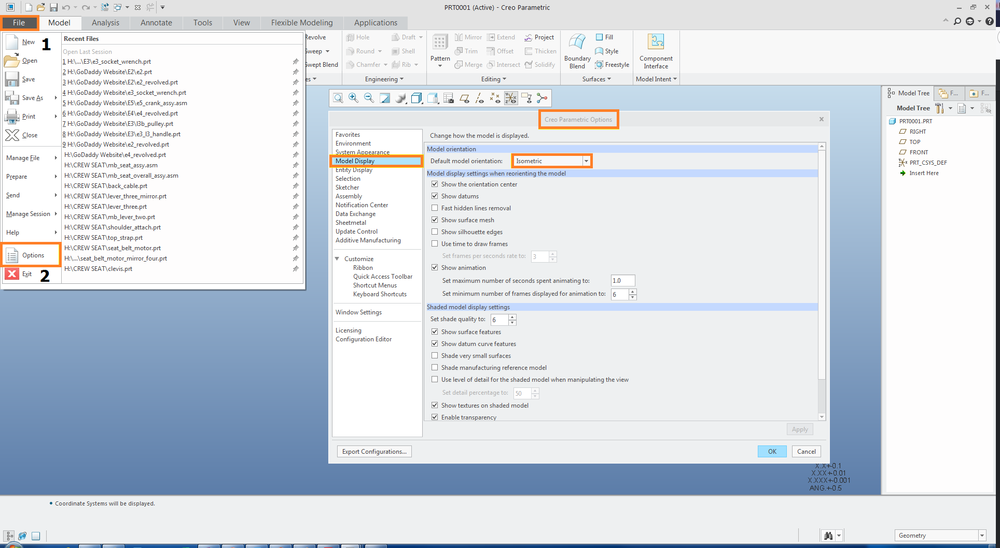 PRT0001 (Active) - Creo Parametric
File
Model
Analysis
Annotate
Tools
View
Flexible Modeling
Applications
New
1
Open
Save
Save As
Print
Close
Manage File
Prepare
Send
Manage Session
Help
Options
Exit
2
Recent Files
Open Last Session
1 H:\...\E3\e3_socket_wrench.prt
2 H:\GoDaddy Website\E2\e2.prt
3 H:\GoDaddy Website\E2\e2_revolved.prt
4 H:\GoDaddy Website\e3_socket_wrench.prt
5 H:\GoDaddy Website\E5\e5_crank_assy.asm
6 H:\GoDaddy Website\E4\e4_revolved.prt
7 H:\GoDaddy Website\E3\l3b_pulley.prt
8 H:\GoDaddy Website\E3\e3_l3_handle.prt
9 H:\GoDaddy Website\e2_revolved.prt
H:\GoDaddy Website\e4_revolved.prt
H:\CREW SEAT\mb_seat_assy.asm
H:\CREW SEAT\mb_seat_overall_assy.asm
H:\CREW SEAT\back_cable.prt
H:\CREW SEAT\lever_three_mirror.prt
H:\CREW SEAT\lever_three.prt
H:\CREW SEAT\mb_lever_two.prt
H:\CREW SEAT\shoulder_attach.prt
H:\CREW SEAT\top_strap.prt
H:\CREW SEAT\seat_belt_motor.prt
H:\...\seat_belt_motor_mirror_four.prt
H:\CREW SEAT\clevis.prt
Revolve
Sweep
Swept Blend
es
Hole
Round
Chamfer
Draft
Shell
Rib
Engineering
Pattern
Mirror
Trim
Merge
Extend
Offset
Intersect
Project
Thicken
Solidify
Editing
Boundary
Blend
Fill
Style
Freestyle
Surfaces
Component
Interface
Model Intent
Creo Parametric Options
Favorites
Environment
System Appearance
Model Display
Entity Display
Selection
Sketcher
Assembly
Notification Center
Data Exchange
Sheetmetal
Update Control
Additive Manufacturing
Customize
Ribbon
Quick Access Toolbar
Shortcut Menus
Keyboard Shortcuts
Window Settings
Licensing
Configuration Editor
Change how the model is displayed.
Model orientation
Default model orientation: Isometric
Model display settings when reorienting the model
Show the orientation center
Show datums
Fast hidden lines removal
Show surface mesh
Show silhouette edges
Use time to draw frames
Set frames per seconds rate to: 3
Show animation
Set maximum number of seconds spent animating to: 1.0
Set minimum number of frames displayed for animation to: 6
Shaded model display settings
Set shade quality to: 6
Show surface features
Show datum curve features
Shade very small surfaces
Shade manufacturing reference model
Use level of detail for the shaded model when manipulating the view
Set detail percentage to: 50
Show textures on shaded model
Enable transparency
Apply
Export Configurations...
OK
Cancel
Model Tree
F...
F...
Model Tree
PRT0001.PRT
RIGHT
TOP
FRONT
PRT_CSYS_DEF
Insert Here
X.X+-0.1
X.XX+-0.01
X.XXX+-0.001
ANG.+-0.5
Coordinate Systems will be displayed.
Geometry